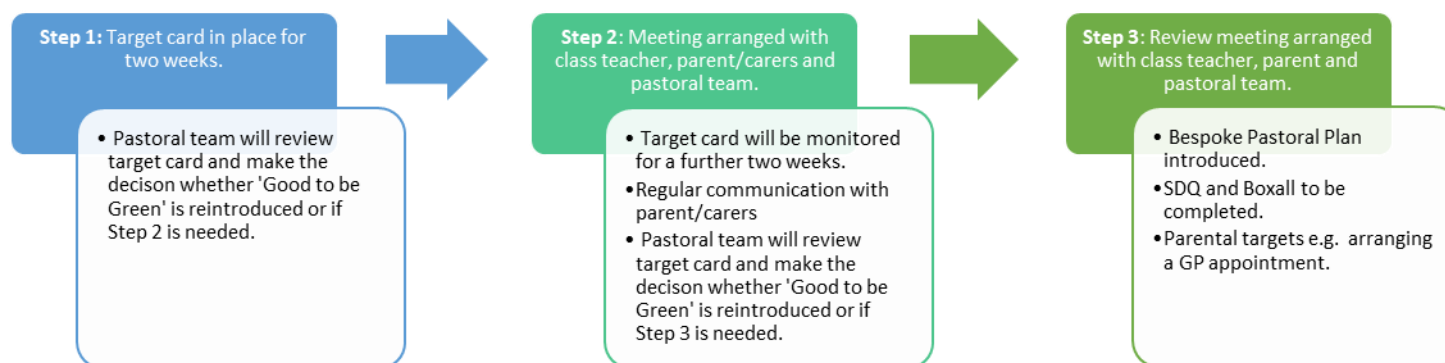 Step 1: Target card in place for
two weeks.
• Pastoral team will review
target card and make the
decison whether 'Good to be
Green' is reintroduced or if
Step 2 is needed.
Step 2: Meeting arranged with
class teacher, parent/carers and
pastoral team.
• Target card will be monitored
for a further two weeks.
•Regular communication with
parent/carers
• Pastoral team will review
target card and make the
decison whether 'Good to be
Green' is reintroduced or if
Step 3 is needed.
Step 3: Review meeting arranged
with class teacher, parent and
pastoral team.
• Bespoke Pastoral Plan
introduced.
•SDQ and Boxall to be
completed.
•Parental targets e.g. arranging
a GP appointment.